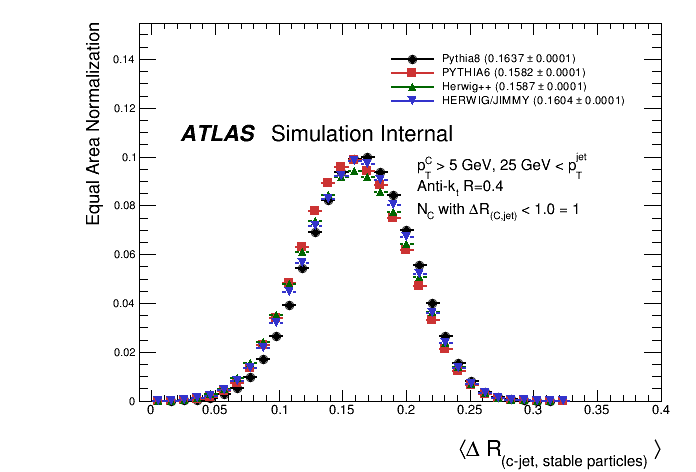 Equal Area Normalization
0.14
0.12
0.1
0.08
0.06
0.04
0.02
0
Pythia8 (0.1637 ± 0.0001)
PYTHIA6 (0.1582 ± 0.0001)
Herwig++ (0.1587 ± 0.0001)
HERWIG/JIMMY (0.1604 ± 0.0001)
ATLAS Simulation Internal
p_T^C > 5 GeV, 25 GeV < p_T^jet
Anti-k_t R=0.4
N_C with ΔR_(C,jet) < 1.0 = 1
0 0.05 0.1 0.15 0.2 0.25 0.3 0.35 0.4
⟨Δ R_(c-jet, stable particles)⟩